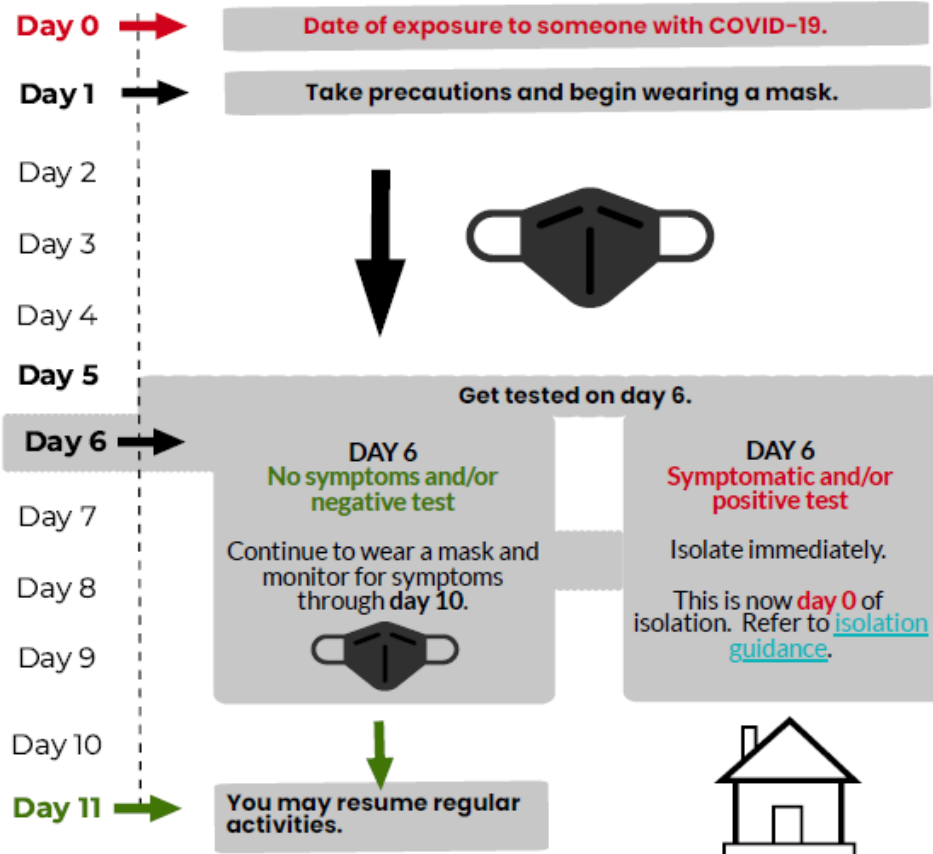 Day 0
Date of exposure to someone with COVID-19.
Day 1
Take precautions and begin wearing a mask.
Day 2
Day 3
Day 4
Day 5
Get tested on day 6.
Day 6
DAY 6
No symptoms and/or
negative test
Continue to wear a mask and
monitor for symptoms
through day 10.
DAY 6
Symptomatic and/or
positive test
Isolate immediately.
This is now day 0 of
isolation. Refer to isolation
guidance.
Day 7
Day 8
Day 9
Day 10
Day 11
You may resume regular
activities.